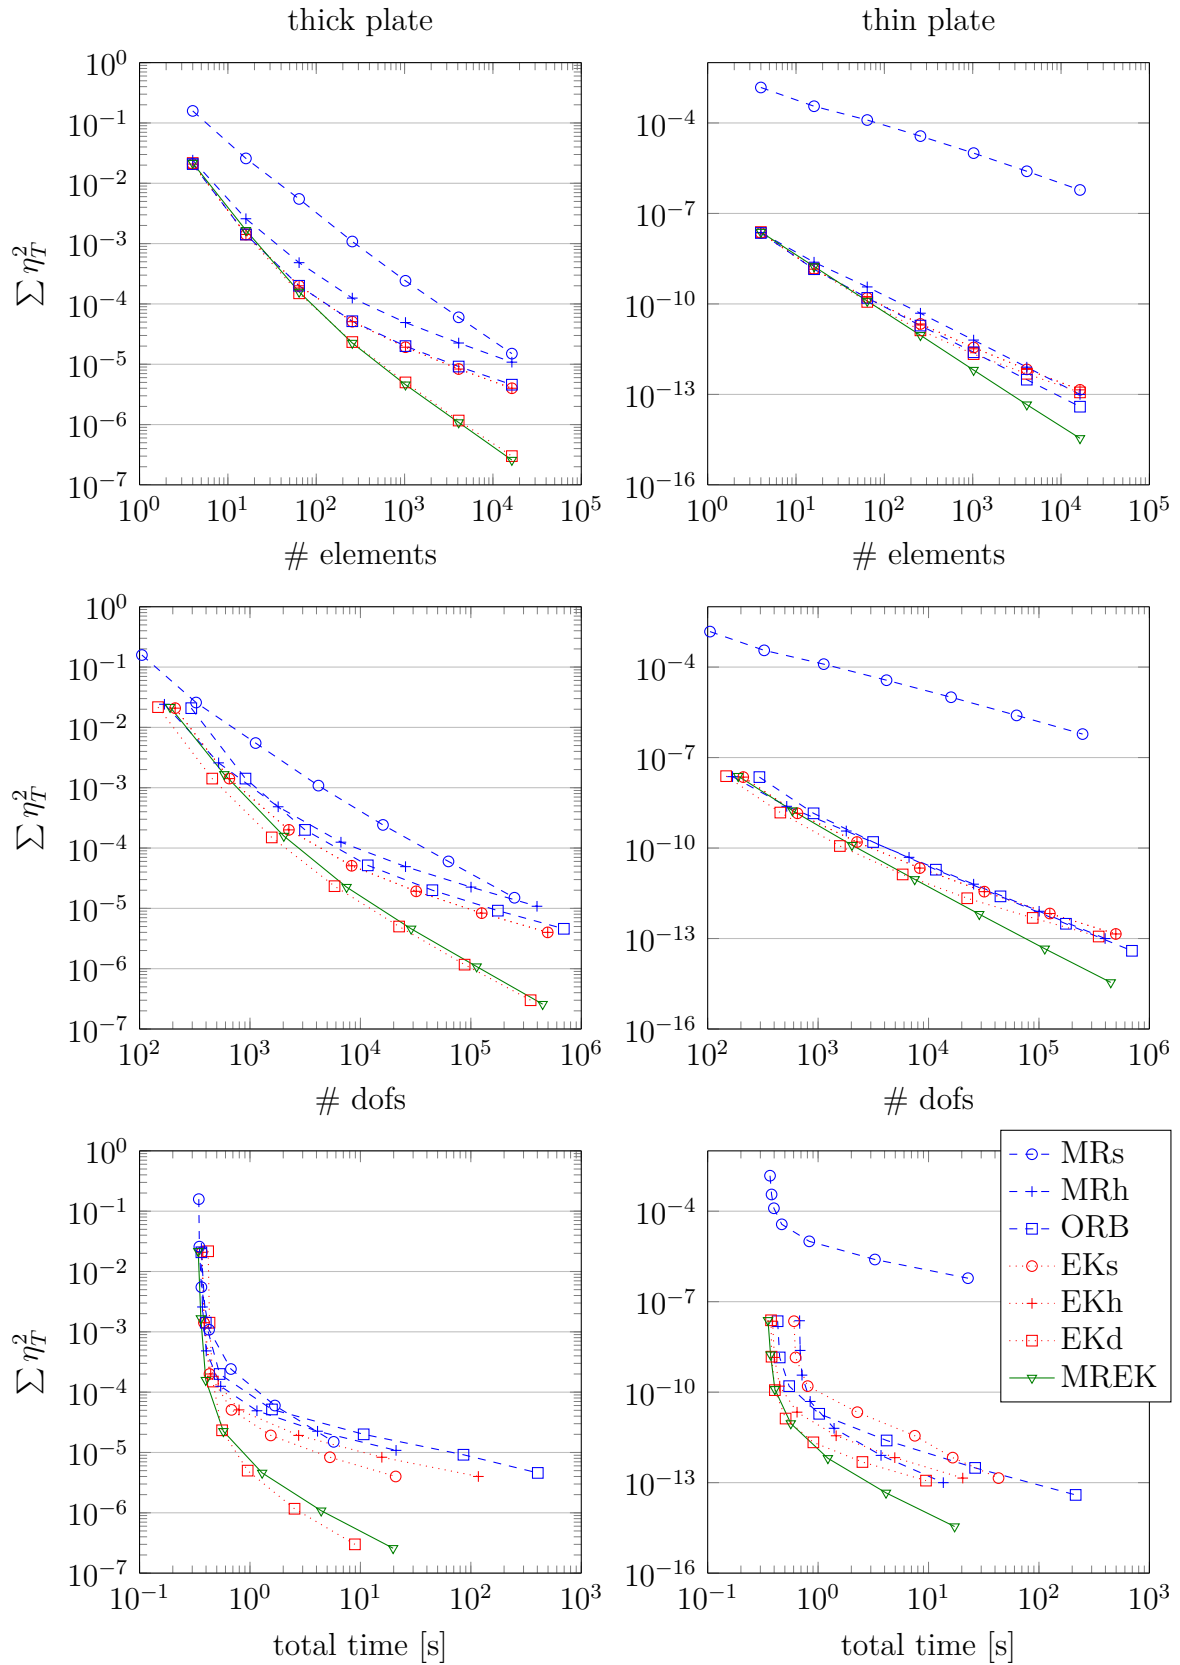 thick plate
thin plate
10^0
10^-1
10^-2
10^-3
10^-4
10^-5
10^-6
10^-7
∑ η_T^2
10^0 10^1 10^2 10^3 10^4 10^5
# elements
10^-4
10^-7
10^-10
10^-13
10^-16
10^0 10^1 10^2 10^3 10^4 10^5
# elements
10^0
10^-1
10^-2
10^-3
10^-4
10^-5
10^-6
10^-7
∑ η_T^2
10^2 10^3 10^4 10^5 10^6
# dofs
10^-4
10^-7
10^-10
10^-13
10^-16
10^2 10^3 10^4 10^5 10^6
# dofs
10^0
10^-1
10^-2
10^-3
10^-4
10^-5
10^-6
10^-7
∑ η_T^2
10^-1 10^0 10^1 10^2 10^3
total time [s]
10^-4
10^-7
10^-10
10^-13
10^-16
10^-1 10^0 10^1 10^2 10^3
total time [s]
MRs
MRh
ORB
EKs
EKh
EKd
MREK